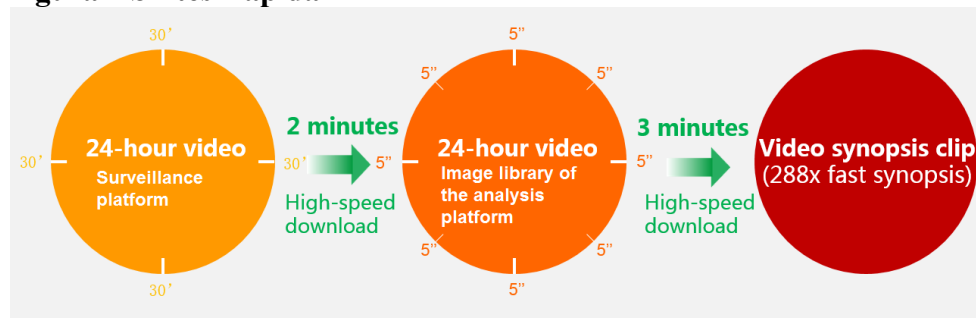 30’
30’
24-hour video
Surveillance
platform
30’
30’
2 minutes
High-speed
download
5”
5”
5”
5”
24-hour video
Image library of
the analysis
platform
5”
5”
5”
5”
3 minutes
High-speed
download
Video synopsis clip
(288x fast synopsis)